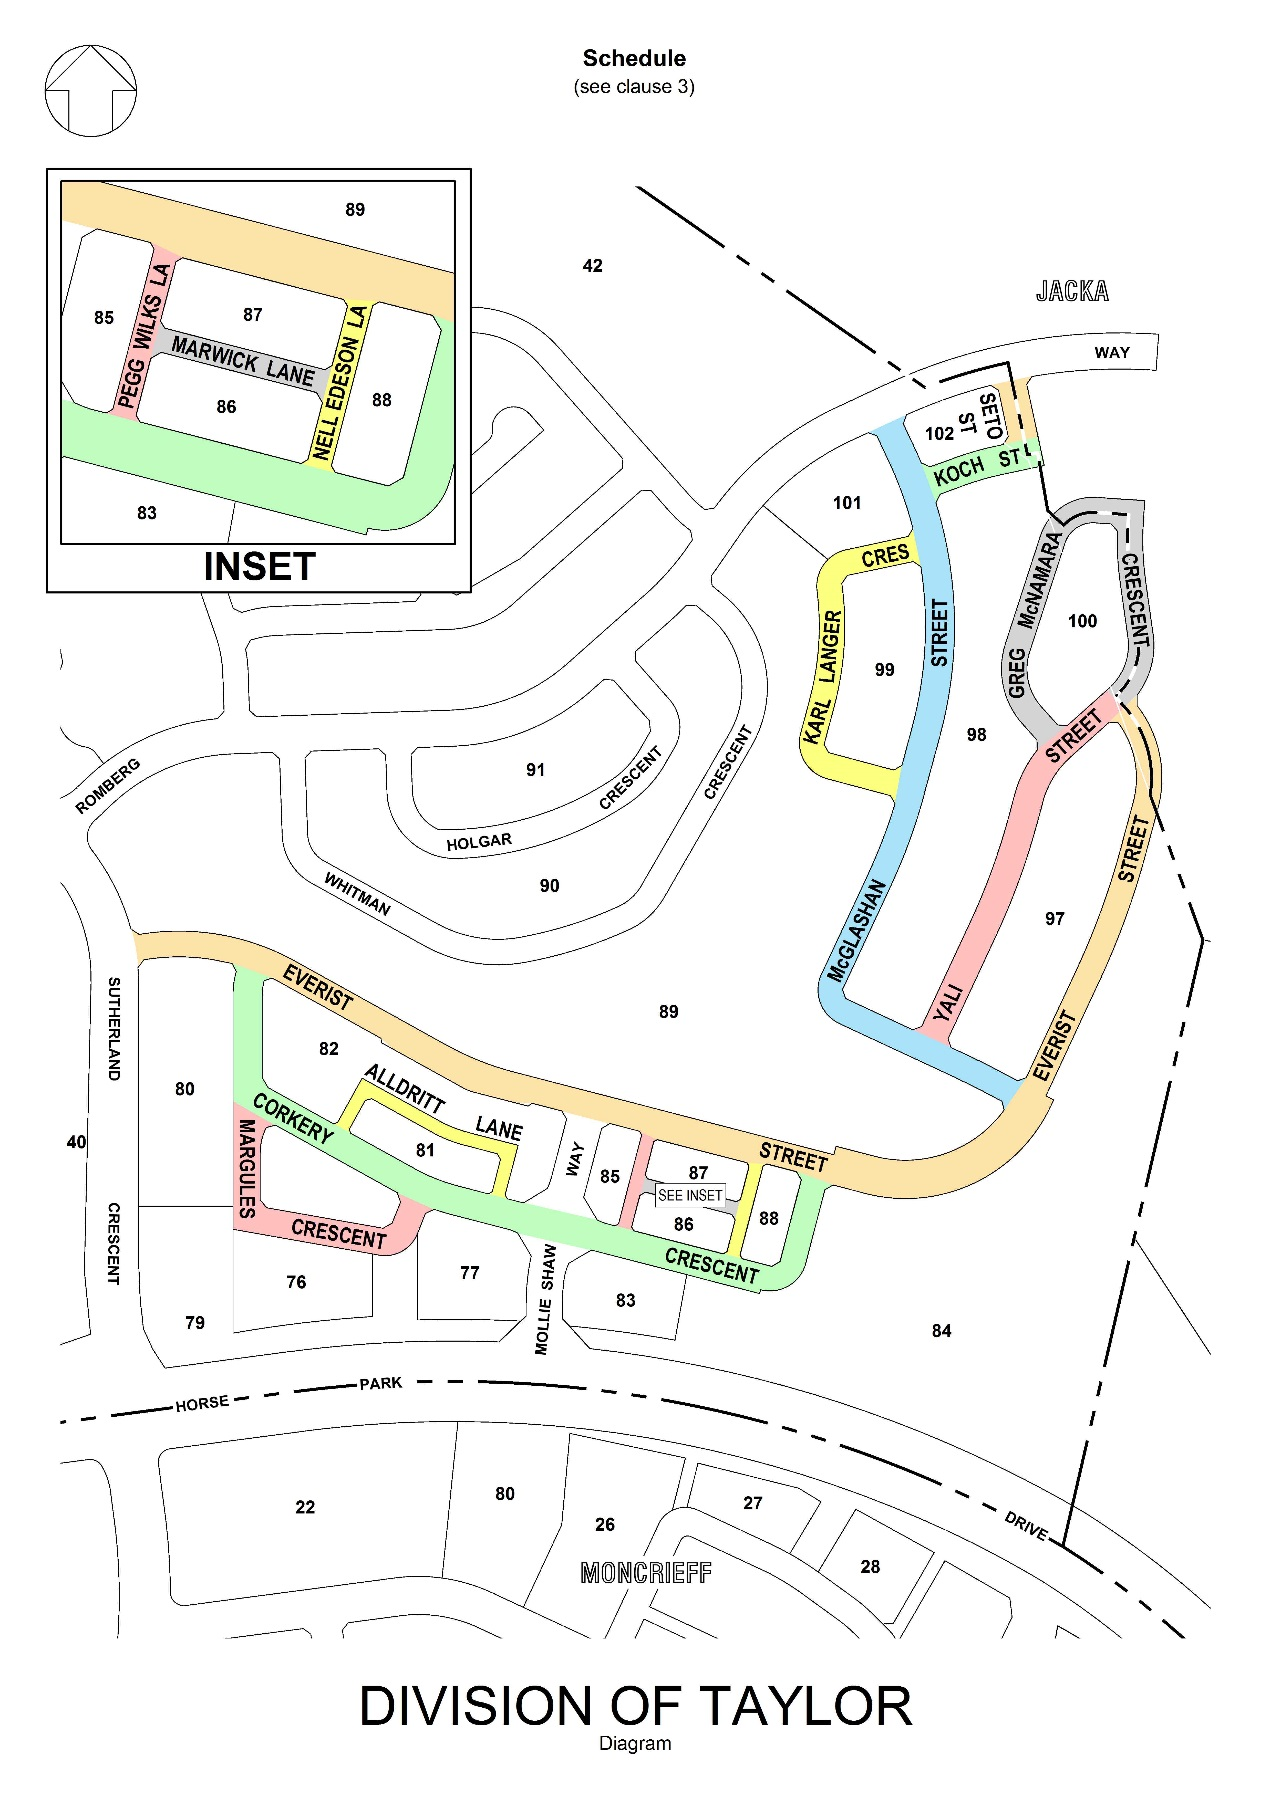 Schedule
(see clause 3)
89
85
PEGG WILKS LA
87
MARWICK LANE
86
NELL EDESON LA
88
83
INSET
42
JACKA
WAY
102
SETO
ST
KOCH ST
101
KARL LANGER
CRES
99
STREET
McGLASHAN
GREG McNAMARA
CRESCENT
100
98
STREET
YALI
97
STREET
EVERIST
ROMBERG
91
HOLGAR
CRESCENT
90
WHITMAN
CRESCENT
89
SUTHERLAND
CRESCENT
40
80
EVERIST
STREET
82
ALLDRITT
LANE
81
CORKERY
CRESCENT
MARGULES
CRESCENT
WAY
MOLLIE SHAW
85
87
SEE INSET
86
88
76
77
83
79
84
HORSE
PARK
DRIVE
22
80
26
27
28
MONCRIEFF
DIVISION OF TAYLOR
Diagram